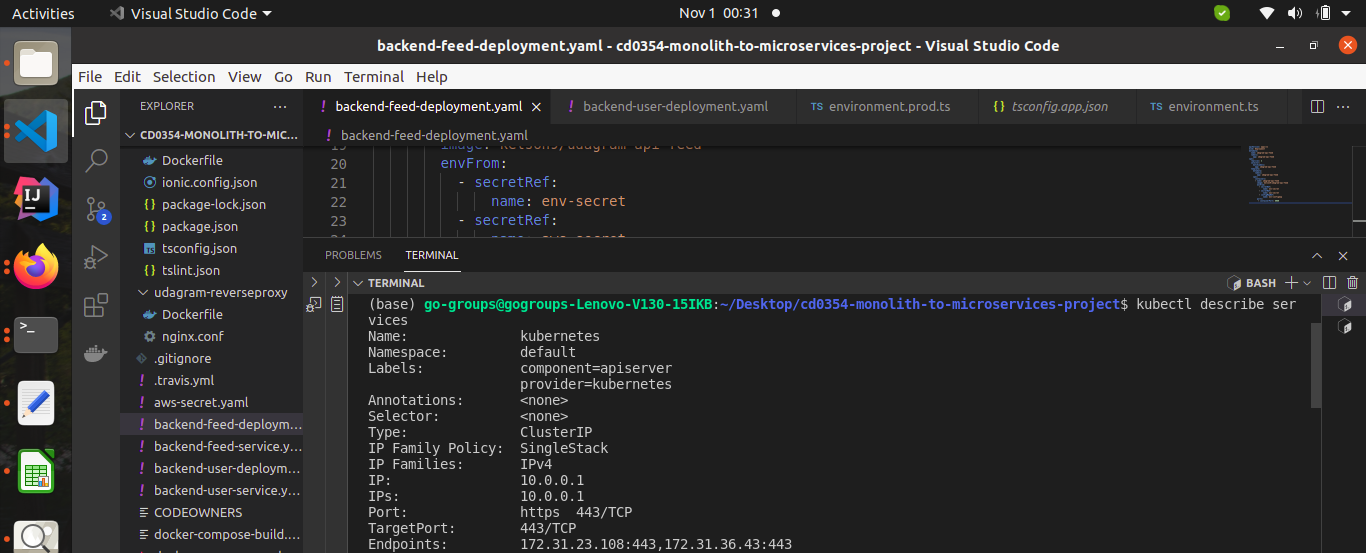 Activities
Visual Studio Code
Nov 1 00:31
backend-feed-deployment.yaml - cd0354-monolith-to-microservices-project - Visual Studio Code
File Edit Selection View Go Run Terminal Help
EXPLORER
CD0354-MONOLITH-TO-MIC...
Dockerfile
ionic.config.json
package-lock.json
package.json
tsconfig.json
tslint.json
udagram-reverseproxy
Dockerfile
nginx.conf
.gitignore
.travis.yml
aws-secret.yaml
backend-feed-deploym...
backend-feed-service.y...
backend-user-deploym...
backend-user-service.y...
CODEOWNERS
docker-compose-build....
2
backend-feed-deployment.yaml
backend-user-deployment.yaml
TS environment.prod.ts
tsconfig.app.json
TS environment.ts
backend-feed-deployment.yaml
20 envFrom:
21 - secretRef:
22 name: env-secret
23 - secretRef:
PROBLEMS TERMINAL
TERMINAL
BASH
(base) go-groups@gogroups-Lenovo-V130-15IKB:~/Desktop/cd0354-monolith-to-microservices-project$ kubectl describe ser
vices
Name: kubernetes
Namespace: default
Labels: component=apiserver
provider=kubernetes
Annotations: <none>
Selector: <none>
Type: ClusterIP
IP Family Policy: SingleStack
IP Families: IPv4
IP: 10.0.0.1
IPs: 10.0.0.1
Port: https 443/TCP
TargetPort: 443/TCP
Endpoints: 172.31.23.108:443,172.31.36.43:443